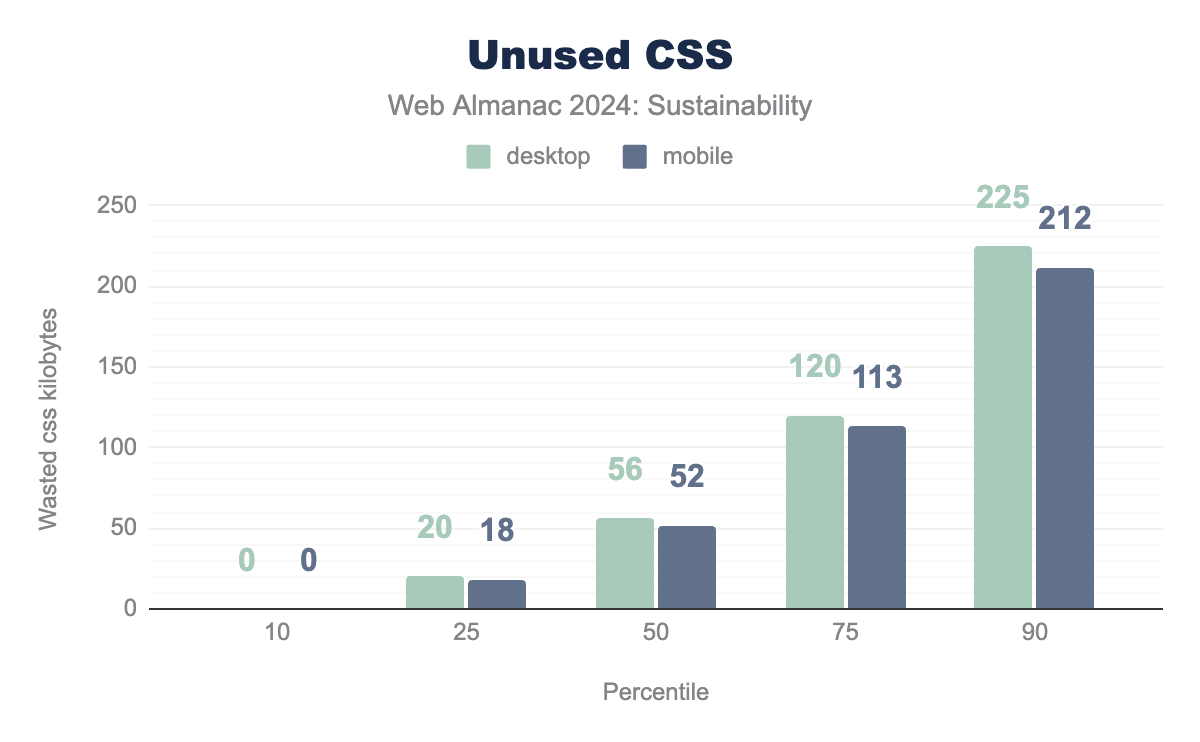 Unused CSS
Web Almanac 2024: Sustainability
desktop mobile
250
200
150
100
50
0
Wasted css kilobytes
0 0
20 18
56 52
120 113
225 212
10 25 50 75 90
Percentile